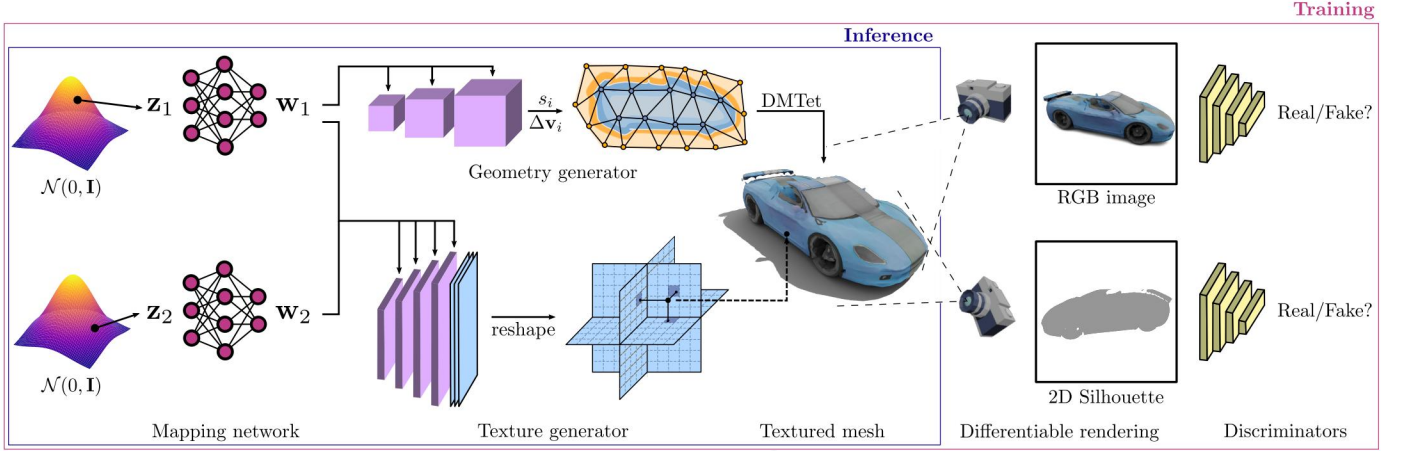 Training
Inference
z₁
w₁
𝒩(0, I)
sᵢ
Δvᵢ
DMTet
Geometry generator
RGB image
Real/Fake?
z₂
w₂
𝒩(0, I)
reshape
2D Silhouette
Real/Fake?
Mapping network
Texture generator
Textured mesh
Differentiable rendering
Discriminators